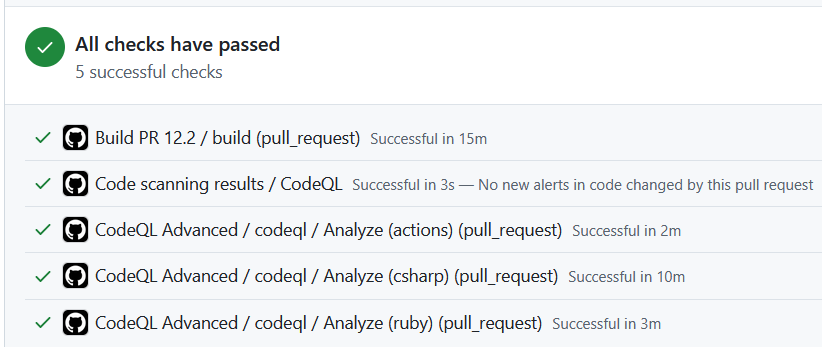 All checks have passed
5 successful checks
Build PR 12.2 / build (pull_request) Successful in 15m
Code scanning results / CodeQL Successful in 3s — No new alerts in code changed by this pull request
CodeQL Advanced / codeql / Analyze (actions) (pull_request) Successful in 2m
CodeQL Advanced / codeql / Analyze (csharp) (pull_request) Successful in 10m
CodeQL Advanced / codeql / Analyze (ruby) (pull_request) Successful in 3m